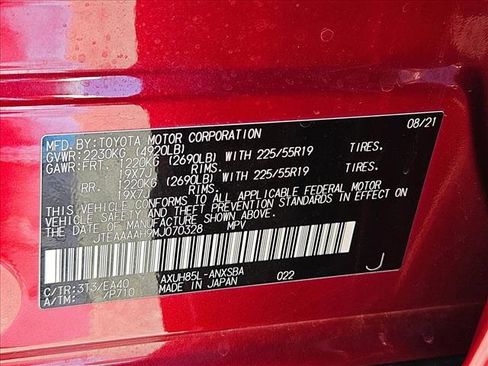 MFD. BY: TOYOTA MOTOR CORPORATION 08/21
GVWR: 2230KG (4920LB)
GAWR: FRT. 1220KG (2690LB) WITH 225/55R19 TIRES.
19X7J RIMS.
RR. 1220KG (2690LB) WITH 225/55R19 TIRES.
19X7J RIMS.
THIS VEHICLE CONFORMS TO ALL APPLICABLE FEDERAL MOTOR
VEHICLE SAFETY AND THEFT PREVENTION STANDARDS IN EFFECT ON
THE DATE OF MANUFACTURE SHOWN ABOVE.
JTEAAAAH9MJ070328 MPV
C/TR: 3T3/EA40 AXUH85L-ANXSBA 022
A/TM: /P710 MADE IN JAPAN J